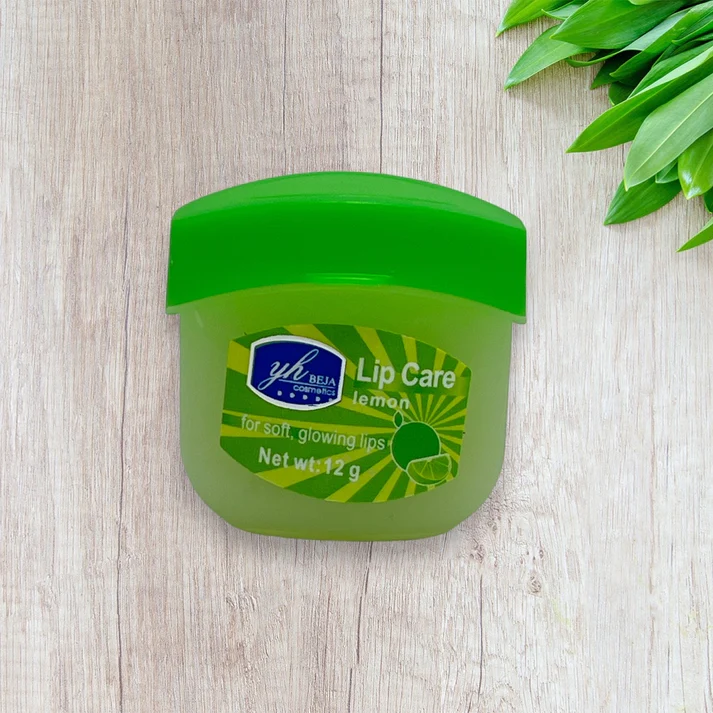 yh BEJA
cosmetics
Lip Care
lemon
for soft, glowing lips
Net wt: 12 g